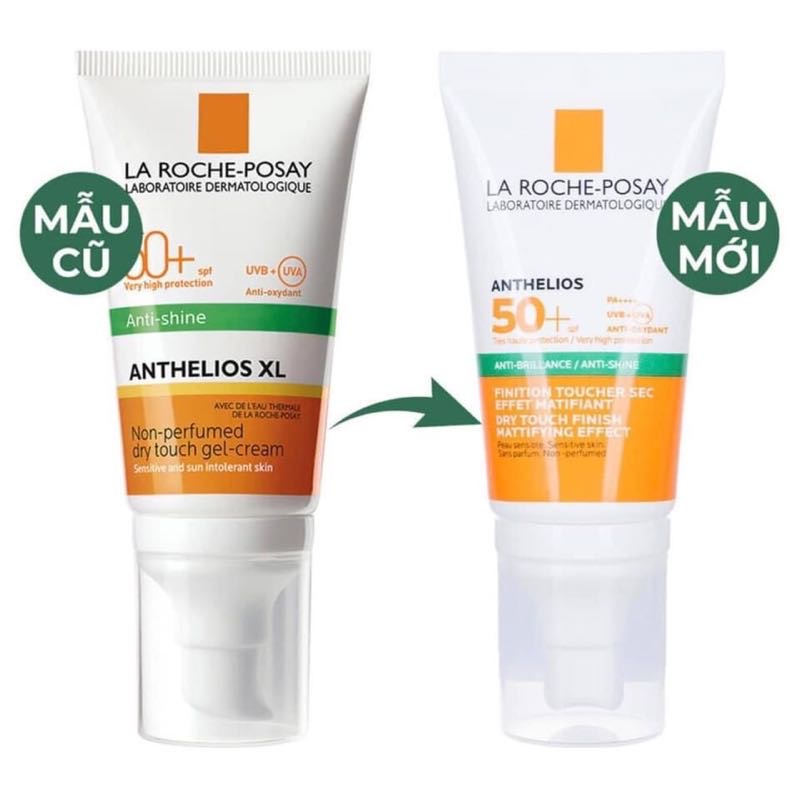 MẪU
CŨ
LA ROCHE-POSAY
LABORATOIRE DERMATOLOGIQUE
50+ spf
Very high protection
UVB + UVA
Anti-oxydant
Anti-shine
ANTHELIOS XL
AVEC DE L'EAU THERMALE
DE LA ROCHE-POSAY
Non-perfumed
dry touch gel-cream
Sensitive and sun intolerant skin
MẪU
MỚI
LA ROCHE-POSAY
LABORATOIRE DERMATOLOGIQUE
ANTHELIOS
50+
PA++++
UVB + UVA
ANTI-OXYDANT
Très haute protection / Very high protection
ANTI-BRILLANCE / ANTI-SHINE
FINITION TOUCHER SEC
EFFET MATIFIANT
DRY TOUCH FINISH
MATTIFYING EFFECT
Peau sensible. Sensitive skin.
Sans parfum. Non-perfumed